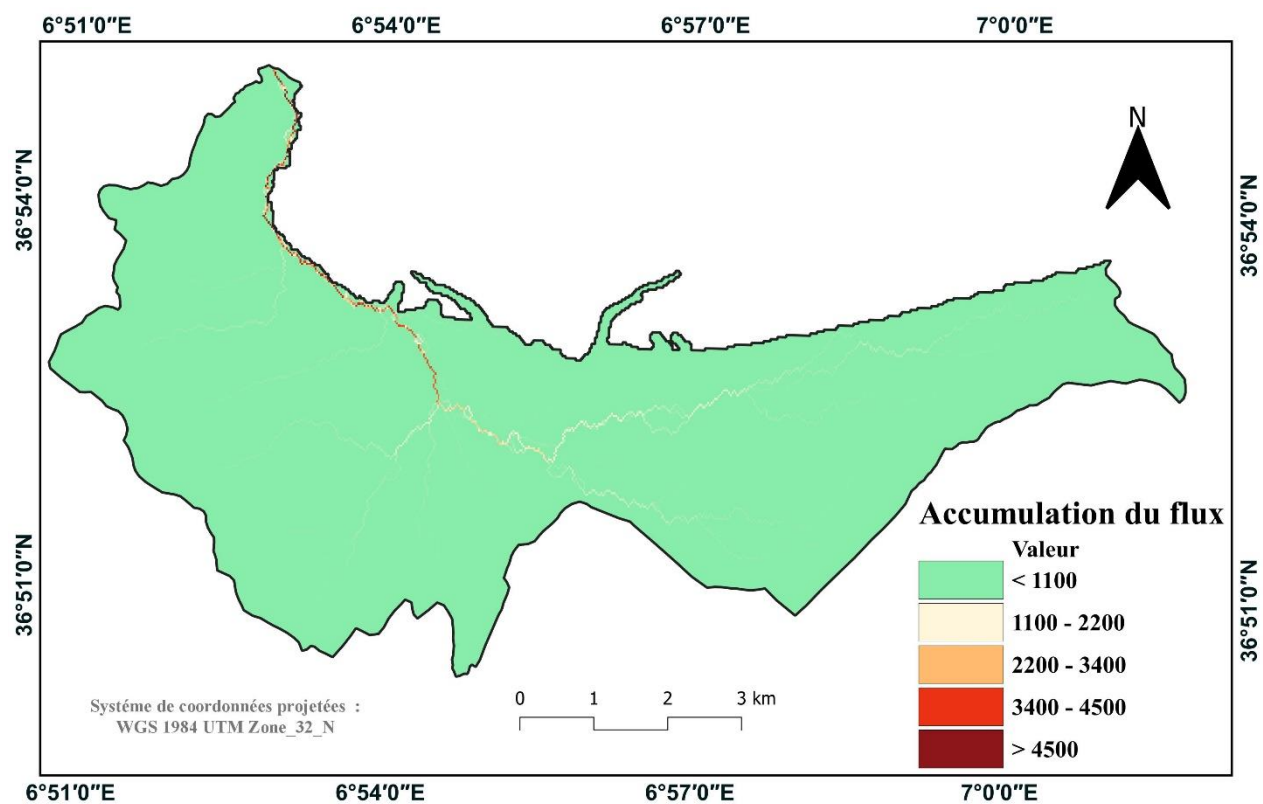 6°51′0″E 6°54′0″E 6°57′0″E 7°0′0″E
N
36°54′0″N
36°54′0″N
36°51′0″N
36°51′0″N
Accumulation du flux
Valeur
< 1100
1100 - 2200
2200 - 3400
3400 - 4500
> 4500
0 1 2 3 km
Systéme de coordonnées projetées :
WGS 1984 UTM Zone_32_N
6°51′0″E 6°54′0″E 6°57′0″E 7°0′0″E